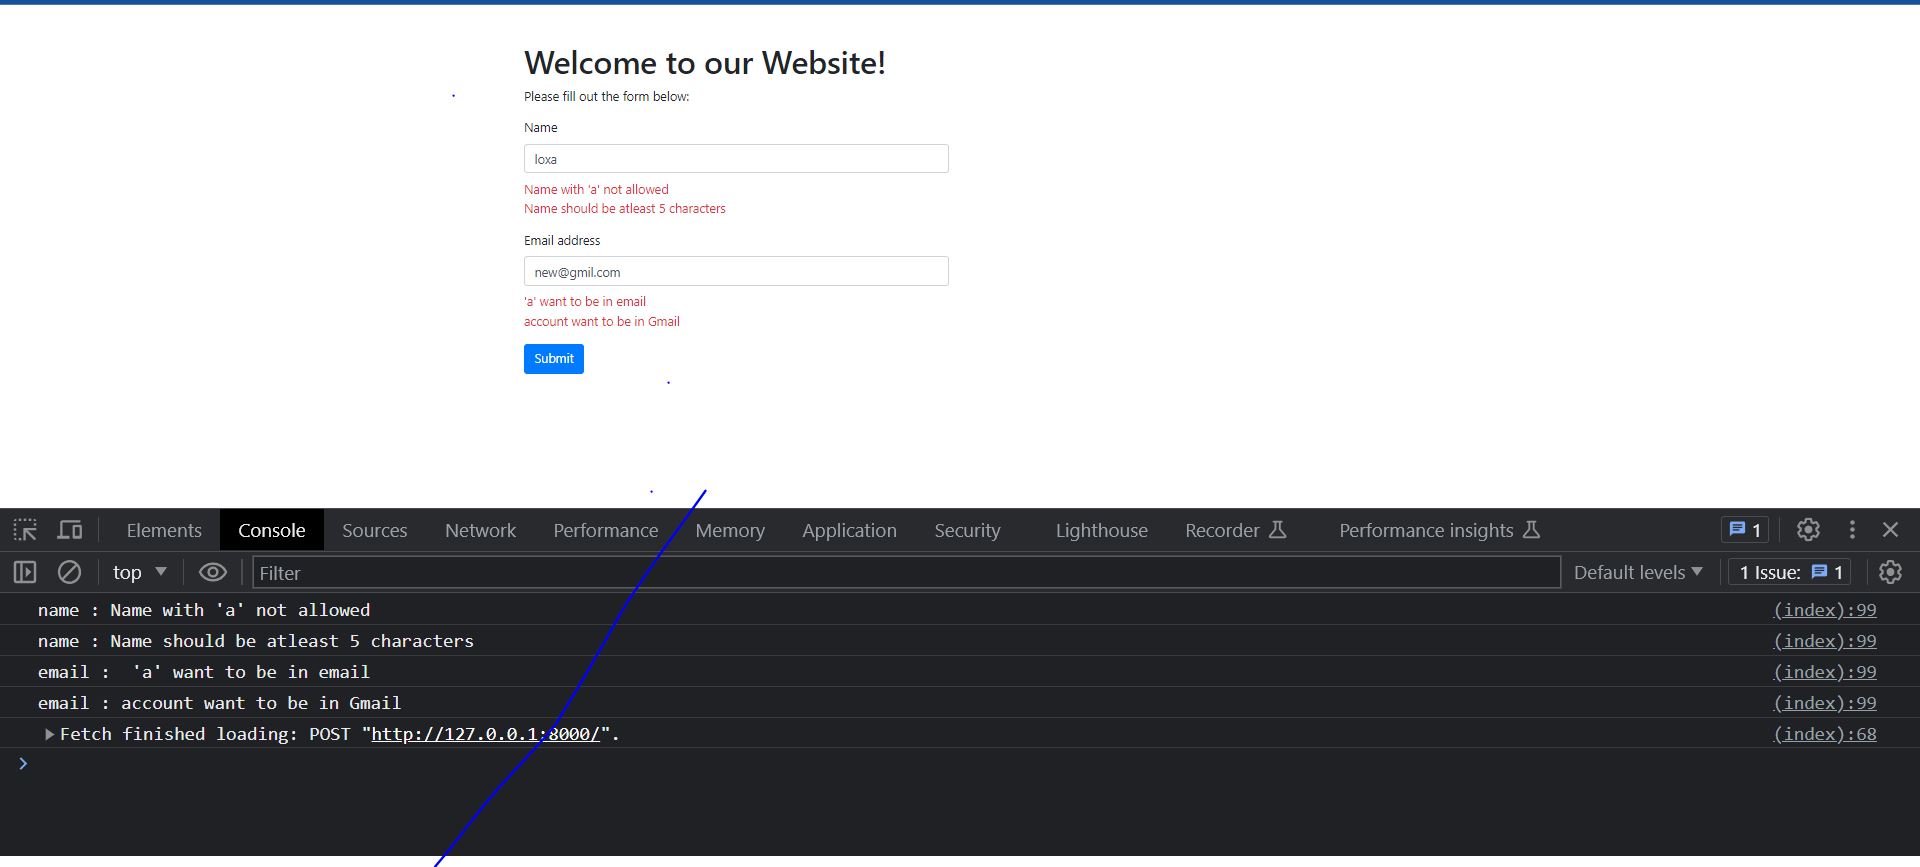 Welcome to our Website!
Please fill out the form below:
Name
loxa
Name with 'a' not allowed
Name should be atleast 5 characters
Email address
new@gmil.com
'a' want to be in email
account want to be in Gmail
Submit
Elements Console Sources Network Performance Memory Application Security Lighthouse Recorder Performance insights 1
top Filter Default levels 1 Issue: 1
name : Name with 'a' not allowed (index):99
name : Name should be atleast 5 characters (index):99
email :  'a' want to be in email (index):99
email : account want to be in Gmail (index):99
Fetch finished loading: POST "http://127.0.0.1:8000/". (index):68